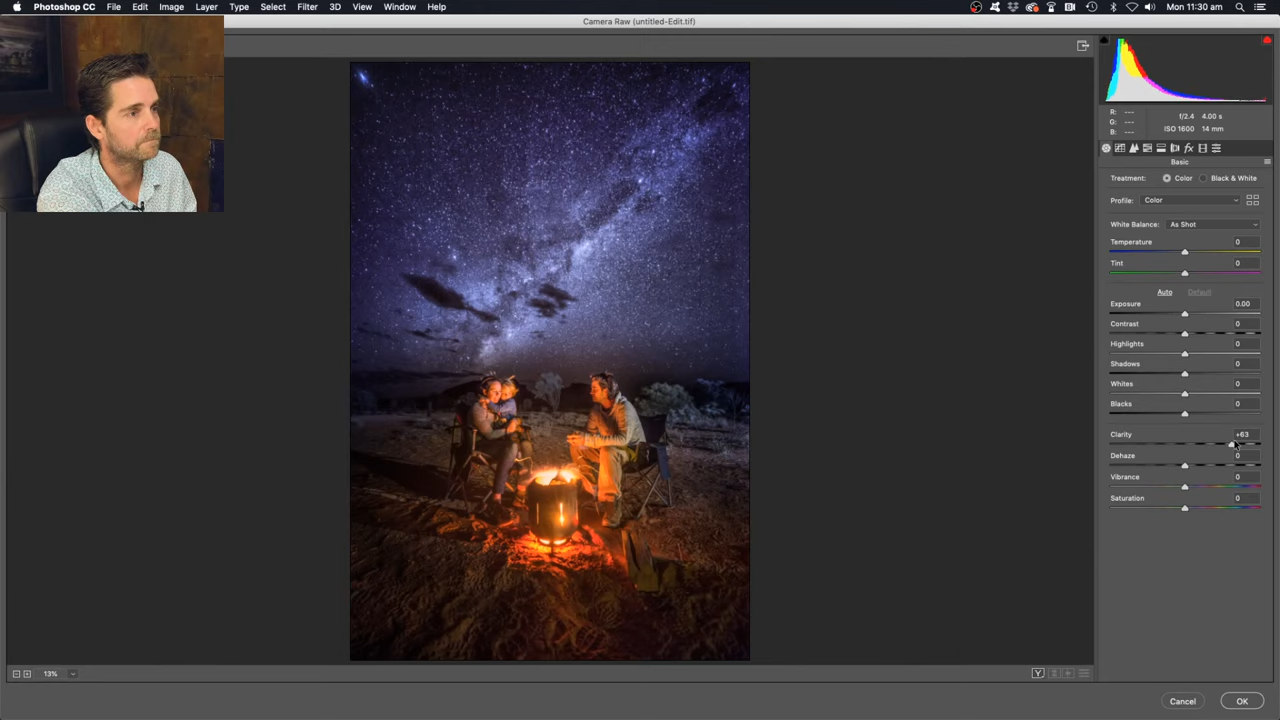 Photoshop CC File Edit Image Layer Type Select Filter 3D View Window Help Mon 11:30 am
Camera Raw (untitled-Edit.tif)
R: ---
G: ---
B: ---
f/2.4 4.00 s
ISO 1600 14 mm
Basic
Treatment: Color Black & White
Profile: Color
White Balance: As Shot
Temperature 0
Tint 0
Auto Default
Exposure 0.00
Contrast 0
Highlights 0
Shadows 0
Whites 0
Blacks 0
Clarity +63
Dehaze 0
Vibrance 0
Saturation 0
13%
Y
Cancel OK